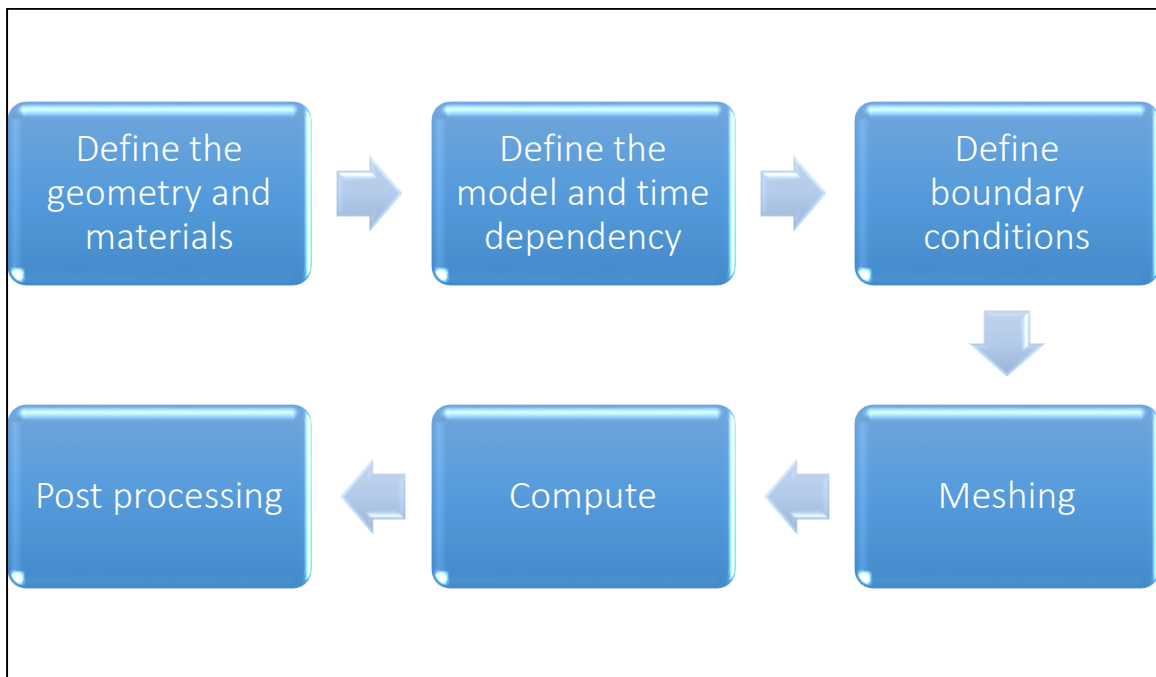 Define the
geometry and
materials
Define the
model and time
dependency
Define
boundary
conditions
Meshing
Compute
Post processing